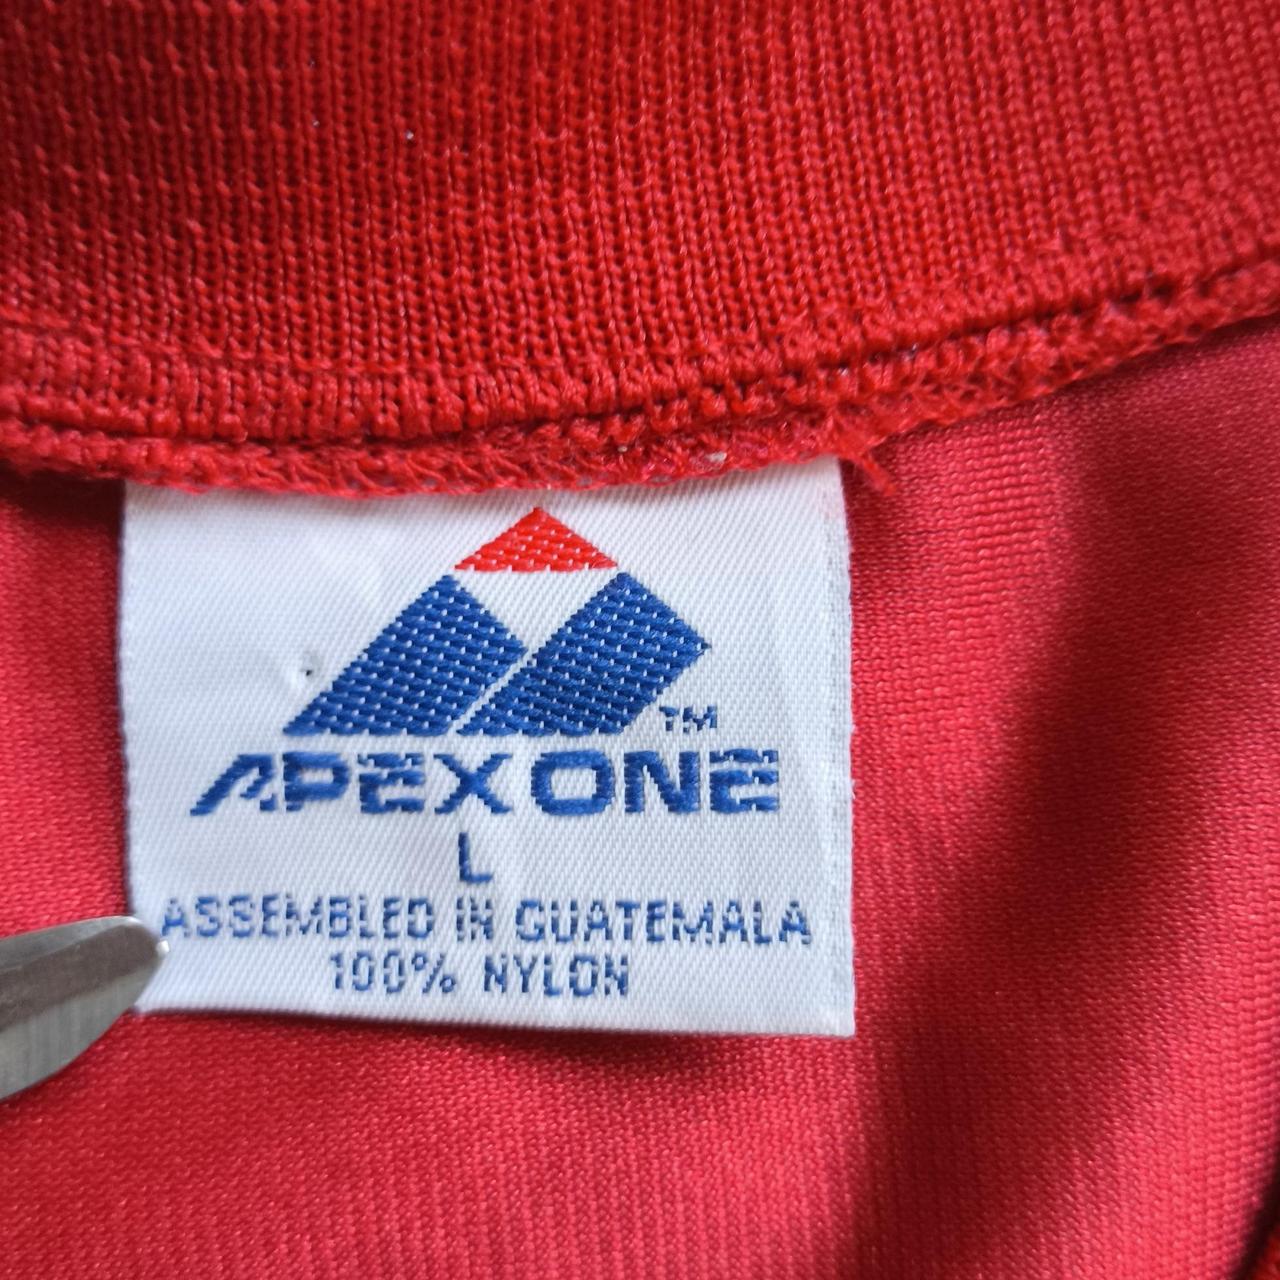 TM
APEX ONE
L
ASSEMBLED IN GUATEMALA
100% NYLON